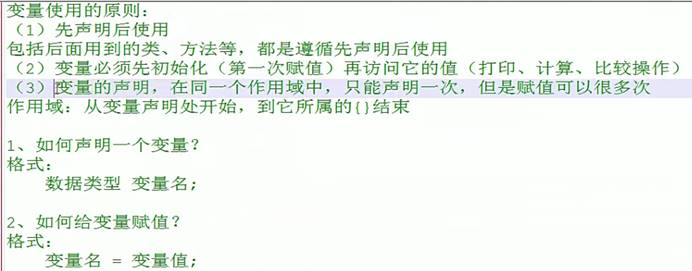 变量使用的原则:
(1)先声明后使用
包括后面用到的类、方法等,都是遵循先声明后使用
(2)变量必须先初始化(第一次赋值)再访问它的值(打印、计算、比较操作)
(3)变量的声明,在同一个作用域中,只能声明一次,但是赋值可以很多次
作用域:从变量声明处开始,到它所属的{}结束
1、如何声明一个变量?
格式:
数据类型 变量名;
2、如何给变量赋值?
格式:
变量名 = 变量值;